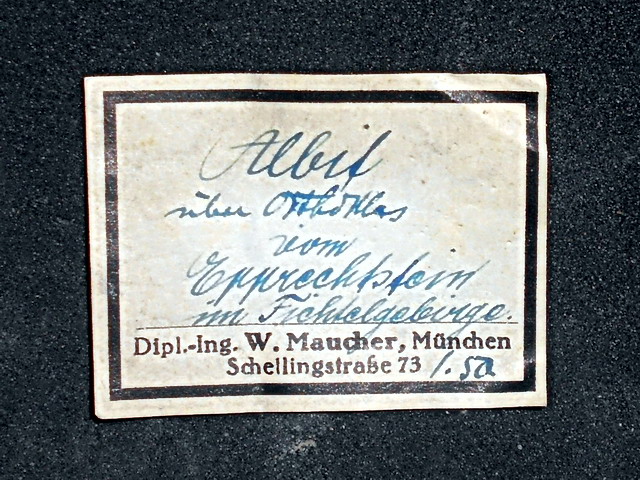 Albit
über Orthoklas
vom
Epprechtstein
im Fichtelgebirge.
Dipl.-Ing. W. Maucher, München
Schellingstraße 73 1.50